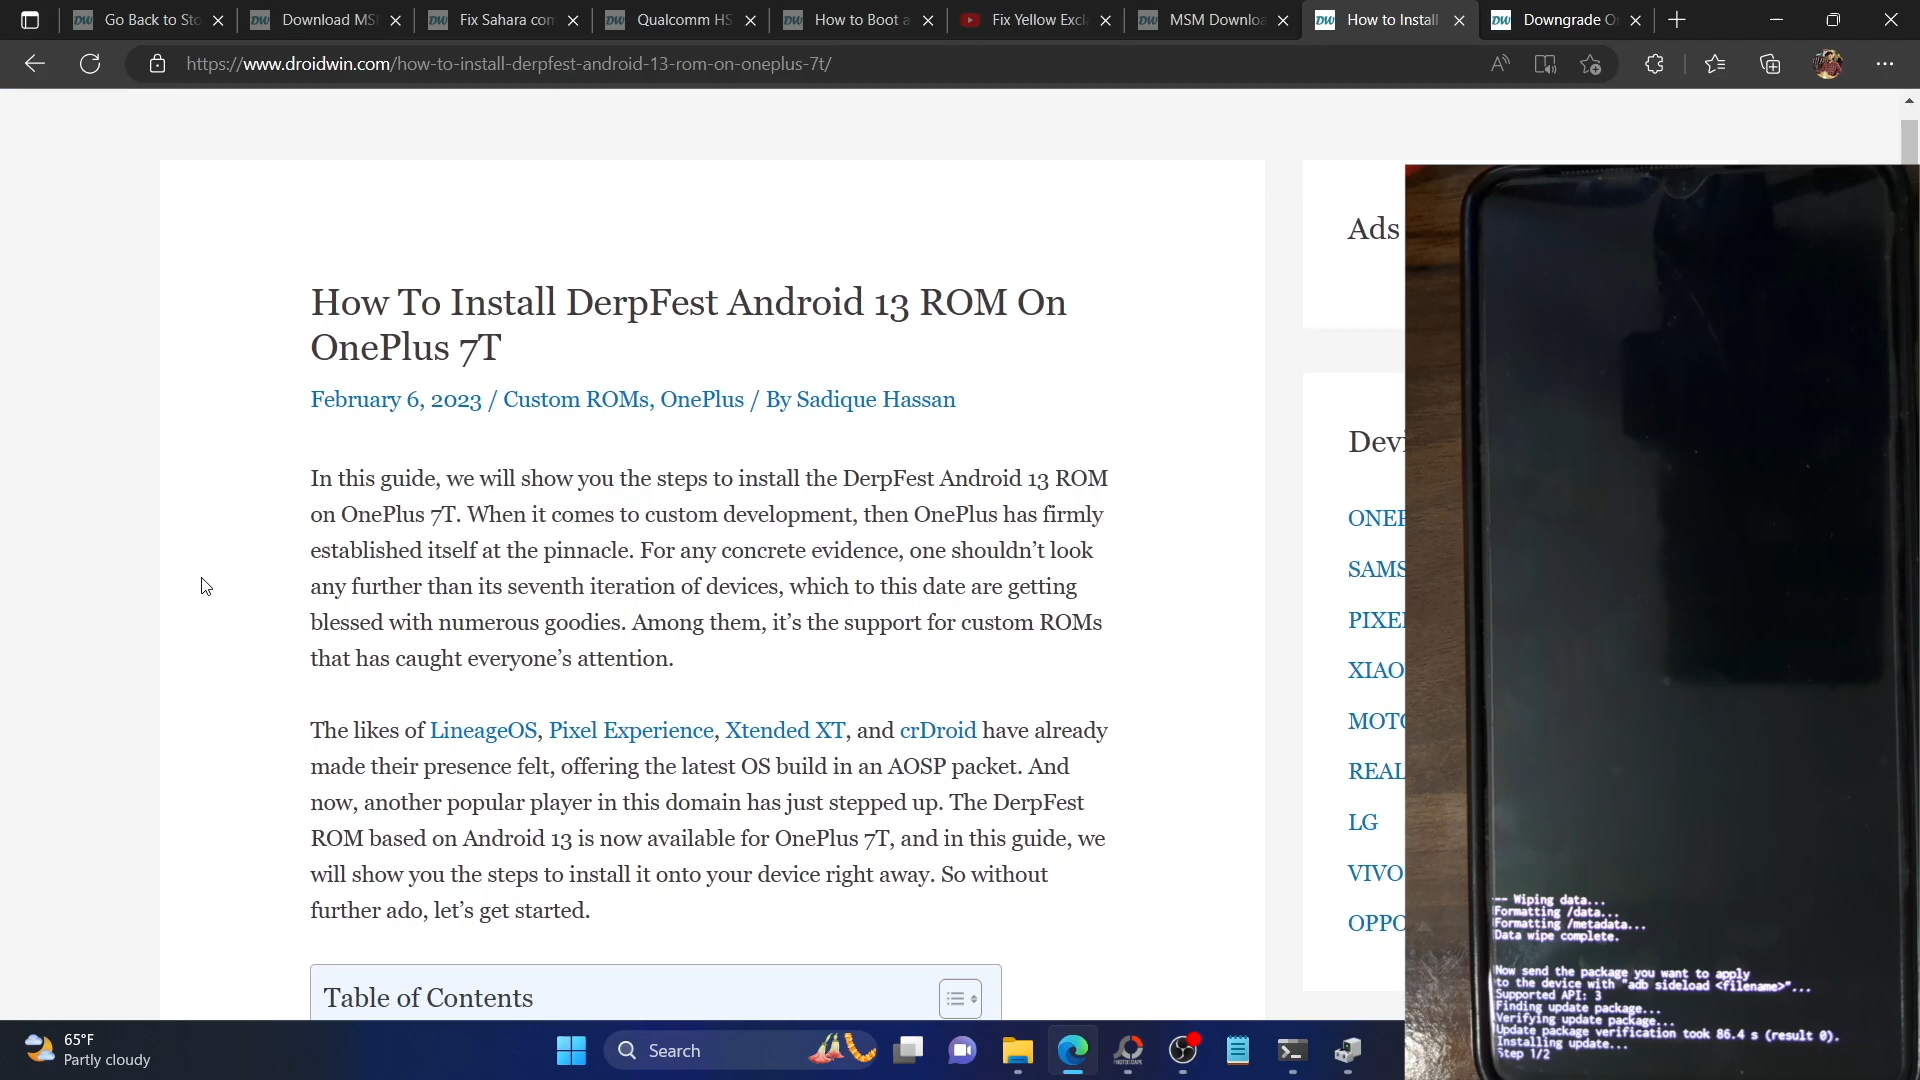 Go Back to Sto
Download MS
Fix Sahara com
Qualcomm HS
How to Boot a
Fix Yellow Excl
MSM Downloa
How to Install
Downgrade O
https://www.droidwin.com/how-to-install-derpfest-android-13-rom-on-oneplus-7t/
How To Install DerpFest Android 13 ROM On
OnePlus 7T
February 6, 2023 / Custom ROMs, OnePlus / By Sadique Hassan
In this guide, we will show you the steps to install the DerpFest Android 13 ROM
on OnePlus 7T. When it comes to custom development, then OnePlus has firmly
established itself at the pinnacle. For any concrete evidence, one shouldn't look
any further than its seventh iteration of devices, which to this date are getting
blessed with numerous goodies. Among them, it's the support for custom ROMs
that has caught everyone's attention.
The likes of LineageOS, Pixel Experience, Xtended XT, and crDroid have already
made their presence felt, offering the latest OS build in an AOSP packet. And
now, another popular player in this domain has just stepped up. The DerpFest
ROM based on Android 13 is now available for OnePlus 7T, and in this guide, we
will show you the steps to install it onto your device right away. So without
further ado, let's get started.
Table of Contents
Ads
Devi
ONEP
SAMS
PIXE
XIAO
MOTO
REAL
LG
VIVO
OPPO
-- Wiping data...
Formatting /data...
Formatting /metadata...
Data wipe complete.
Now send the package you want to apply
to the device with "adb sideload <filename>"...
Supported API: 3
Finding update package...
Verifying update package...
Update package verification took 86.4 s (result 0).
Installing update...
Step 1/2
65°F
Partly cloudy
Search